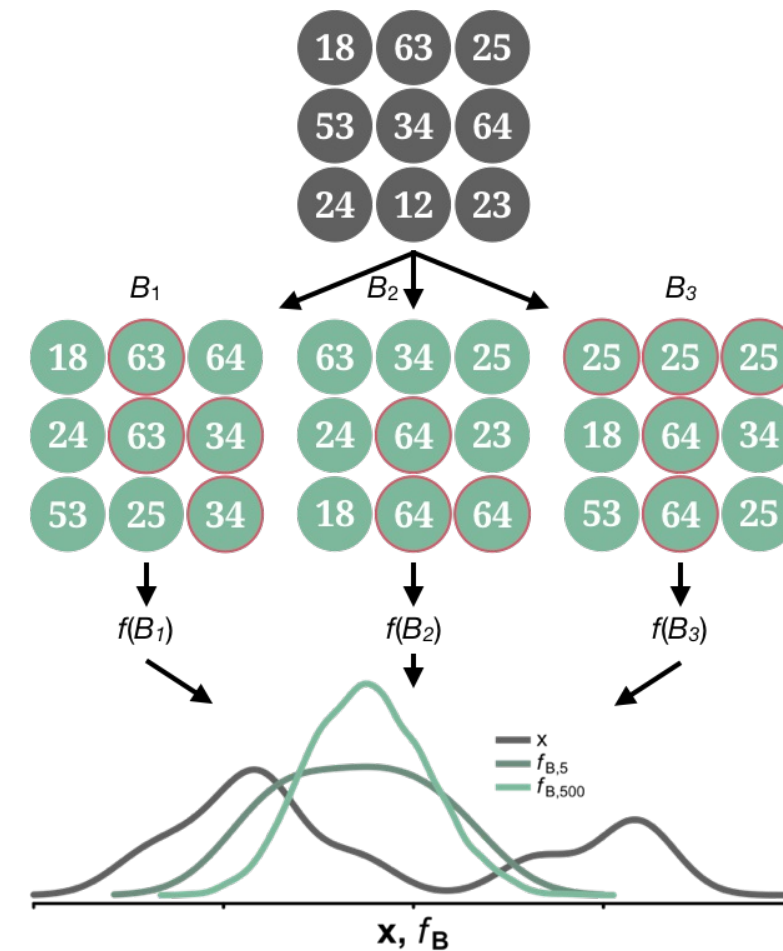 18 63 25
53 34 64
24 12 23
B1 B2 B3
18 63 64 63 34 25 25 25 25
24 63 34 24 64 23 18 64 34
53 25 34 18 64 64 53 64 25
f(B1) f(B2) f(B3)
x
fB,5
fB,500
x, fB